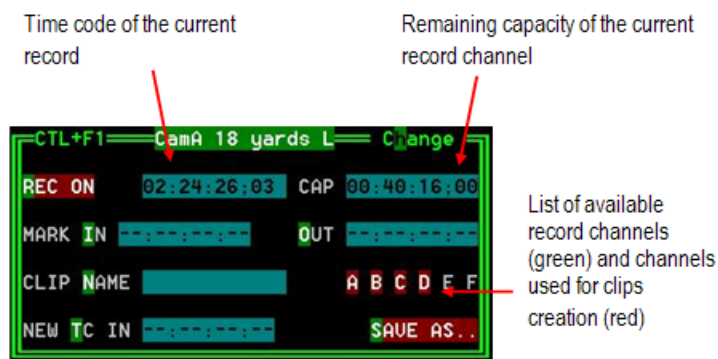 Time code of the current
record
Remaining capacity of the current
record channel
CTL+F1 CamA 18 yards L Change
REC ON 02:24:26;03 CAP 00:40:16;00
MARK IN --:--:--:-- OUT --:--:--:--
CLIP NAME A B C D E F
NEW TC IN --:--:--:-- SAVE AS..
List of available
record channels
(green) and channels
used for clips
creation (red)